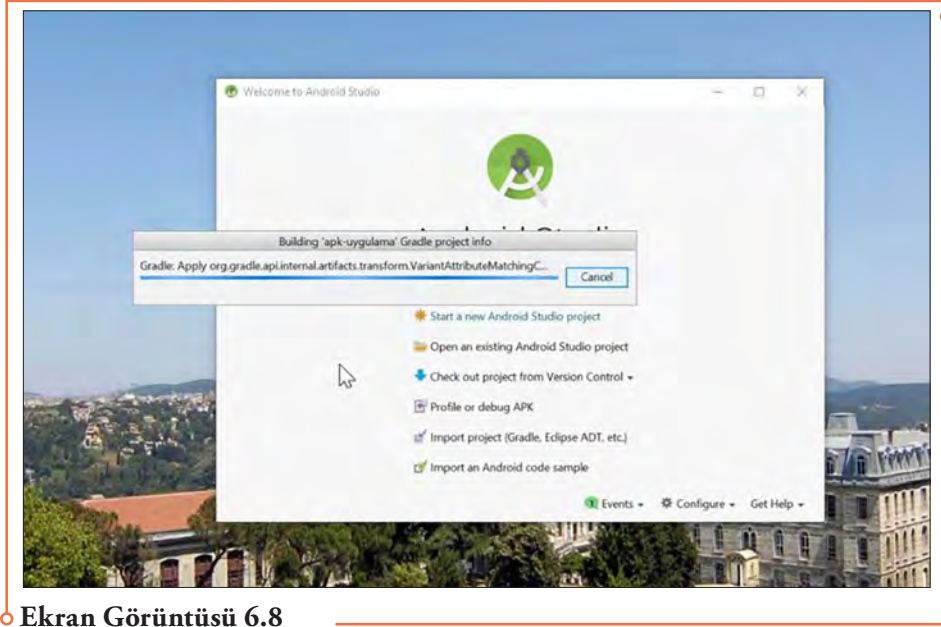 Welcome to Android Studio
Building 'apk-uygulama' Gradle project info
Gradle: Apply org.gradle.api.internal.artifacts.transform.VariantAttributeMatchingC...
Cancel
Start a new Android Studio project
Open an existing Android Studio project
Check out project from Version Control
Profile or debug APK
Import project (Gradle, Eclipse ADT, etc.)
Import an Android code sample
1 Events
Configure
Get Help
Ekran Görüntüsü 6.8